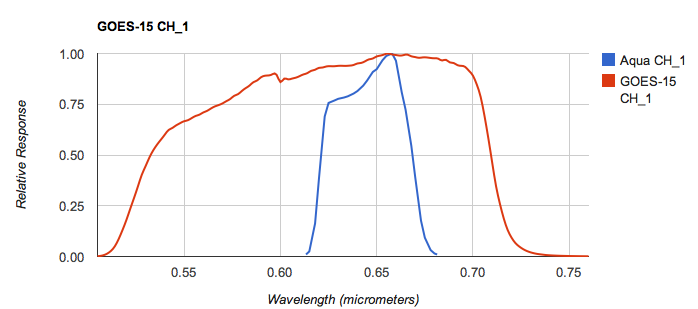 GOES-15 CH_1
1.00
0.75
0.50
0.25
0.00
Relative Response
0.55 0.60 0.65 0.70 0.75
Wavelength (micrometers)
Aqua CH_1
GOES-15
CH_1